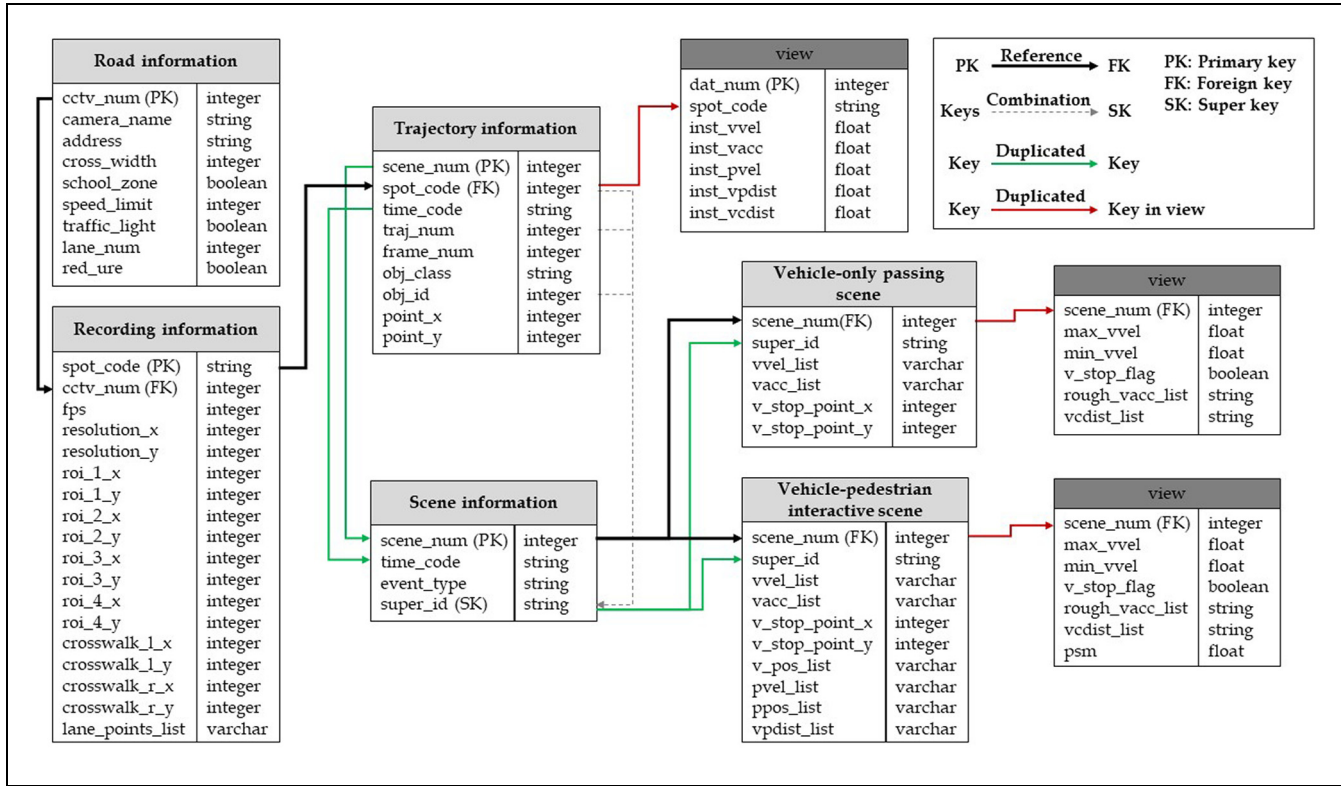 Road information
cctv_num (PK) integer
camera_name string
address string
cross_width integer
school_zone boolean
speed_limit integer
traffic_light boolean
lane_num integer
red_ure boolean
Recording information
spot_code (PK) string
cctv_num (FK) integer
fps integer
resolution_x integer
resolution_y integer
roi_1_x integer
roi_1_y integer
roi_2_x integer
roi_2_y integer
roi_3_x integer
roi_3_y integer
roi_4_x integer
roi_4_y integer
crosswalk_l_x integer
crosswalk_l_y integer
crosswalk_r_x integer
crosswalk_r_y integer
lane_points_list varchar
Trajectory information
scene_num (PK) integer
spot_code (FK) integer
time_code string
traj_num integer
frame_num integer
obj_class string
obj_id integer
point_x integer
point_y integer
Scene information
scene_num (PK) integer
time_code string
event_type string
super_id (SK) string
view
dat_num (PK) integer
spot_code string
inst_vvel float
inst_vacc float
inst_pvel float
inst_vpdist float
inst_vcdist float
Vehicle-only passing
scene
scene_num(FK) integer
super_id string
vvel_list varchar
vacc_list varchar
v_stop_point_x integer
v_stop_point_y integer
Vehicle-pedestrian
interactive scene
scene_num (FK) integer
super_id string
vvel_list varchar
vacc_list varchar
v_stop_point_x integer
v_stop_point_y integer
v_pos_list varchar
pvel_list varchar
ppos_list varchar
vpdist_list varchar
PK Reference FK PK: Primary key
FK: Foreign key
Keys Combination SK SK: Super key
Key Duplicated Key
Key Duplicated Key in view
view
scene_num (FK) integer
max_vvel float
min_vvel float
v_stop_flag boolean
rough_vacc_list string
vcdist_list string
view
scene_num (FK) integer
max_vvel float
min_vvel float
v_stop_flag boolean
rough_vacc_list string
vcdist_list string
psm float